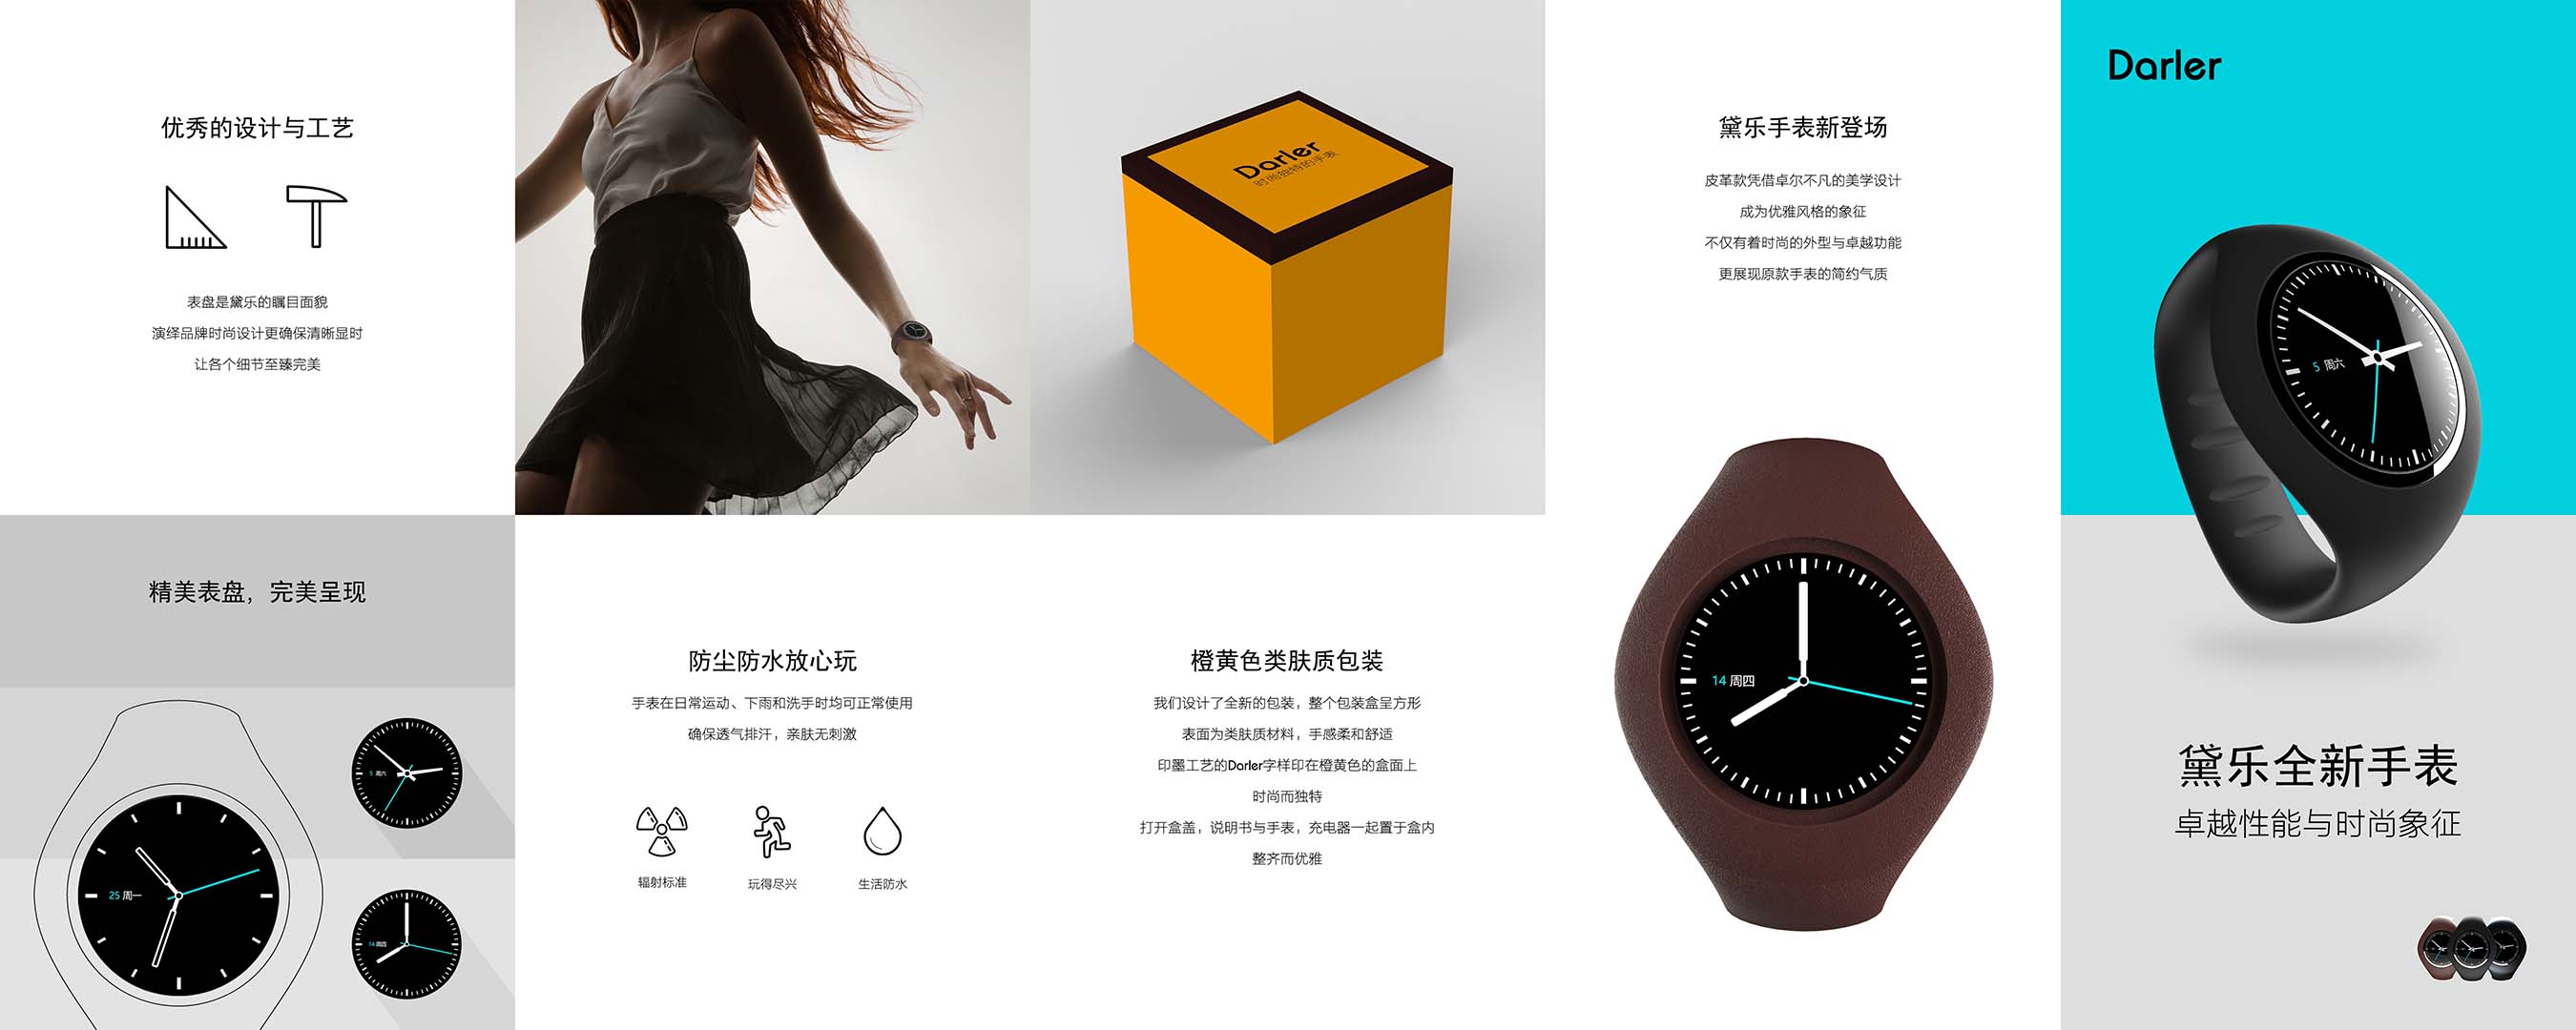 优秀的设计与工艺
表盘是黛乐的瞩目面貌
演绎品牌时尚设计更确保清晰显时
让各个细节至臻完美
精美表盘，完美呈现
25 周一
5 周六
14 周四
Darler
时尚独特的手表
防尘防水放心玩
手表在日常运动、下雨和洗手时均可正常使用
确保透气排汗，亲肤无刺激
辐射标准
玩得尽兴
生活防水
橙黄色类肤质包装
我们设计了全新的包装，整个包装盒呈方形
表面为类肤质材料，手感柔和舒适
印墨工艺的Darler字样印在橙黄色的盒面上
时尚而独特
打开盒盖，说明书与手表，充电器一起置于盒内
整齐而优雅
黛乐手表新登场
皮革款凭借卓尔不凡的美学设计
成为优雅风格的象征
不仅有着时尚的外型与卓越功能
更展现原款手表的简约气质
14 周四
Darler
5 周六
黛乐全新手表
卓越性能与时尚象征